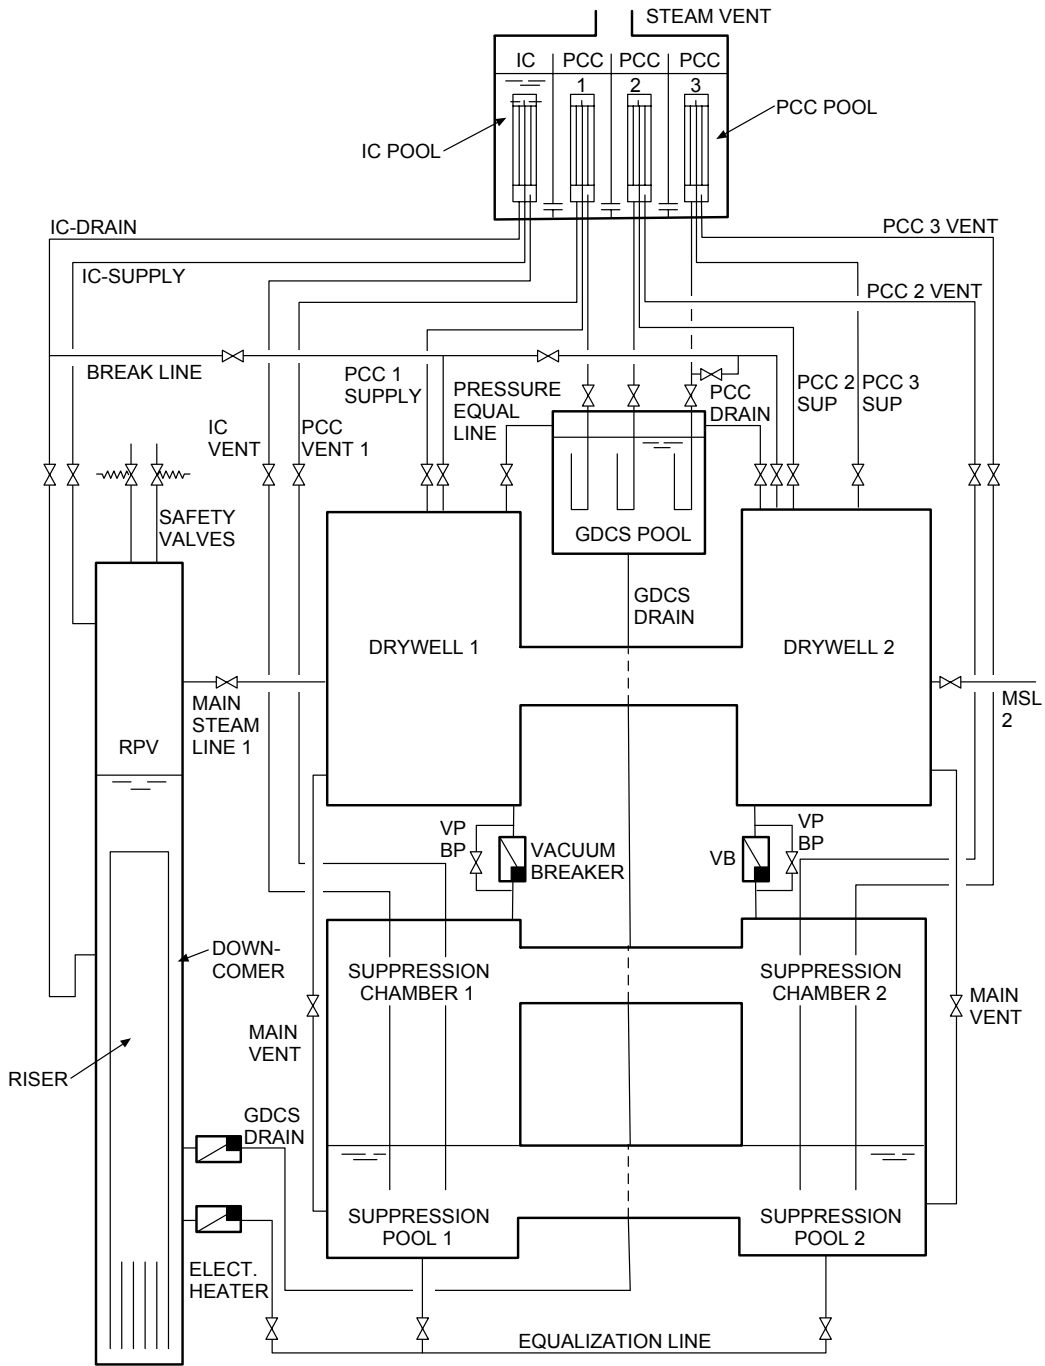 STEAM VENT
IC
PCC
PCC
PCC
1
2
3
PCC POOL
IC POOL
IC-DRAIN
PCC 3 VENT
IC-SUPPLY
PCC 2 VENT
BREAK LINE
PCC 1
SUPPLY
PRESSURE
EQUAL
LINE
PCC
DRAIN
PCC 2
SUP
PCC 3
SUP
IC
VENT
PCC
VENT 1
SAFETY
VALVES
GDCS POOL
GDCS
DRAIN
DRYWELL 1
DRYWELL 2
MAIN
STEAM
LINE 1
MSL
2
RPV
VP
BP
VACUUM
BREAKER
VB
VP
BP
DOWN-
COMER
SUPPRESSION
CHAMBER 1
SUPPRESSION
CHAMBER 2
MAIN
VENT
MAIN
VENT
RISER
GDCS
DRAIN
SUPPRESSION
POOL 1
SUPPRESSION
POOL 2
ELECT.
HEATER
EQUALIZATION LINE